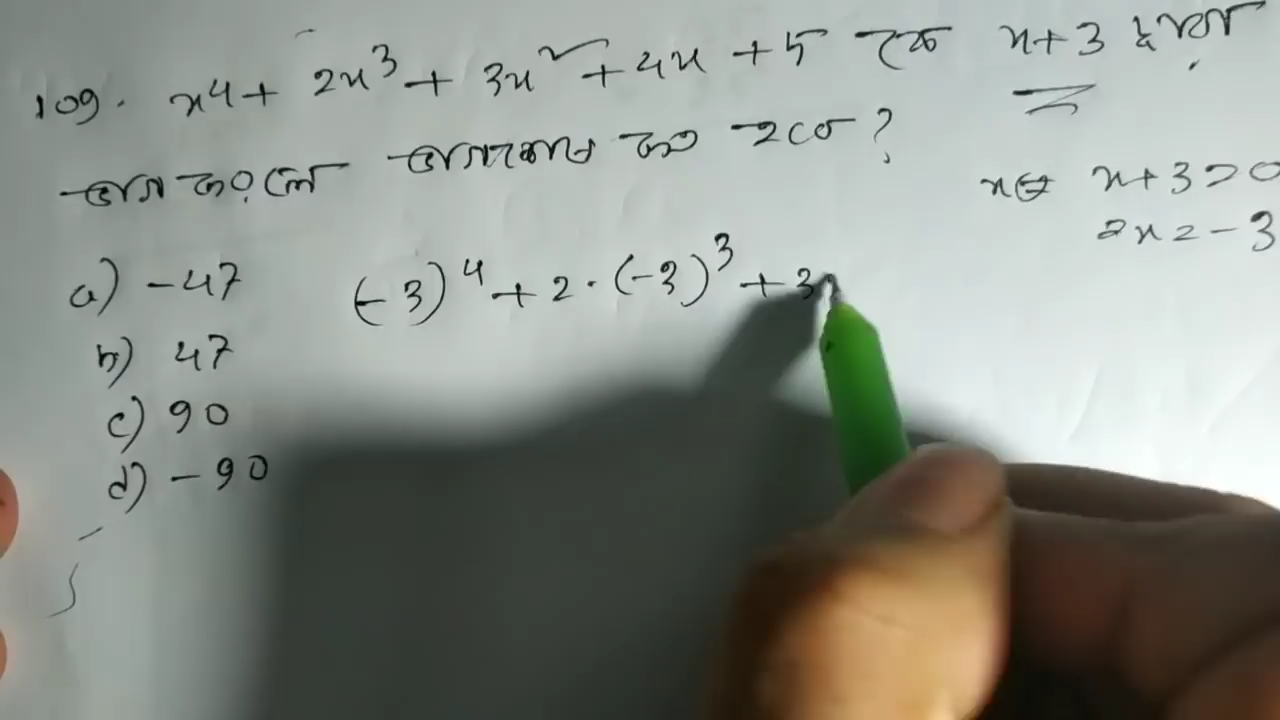 109. x⁴ + 2x³ + 3x² + 4x + 5 কে x+3 দ্বারা
ভাগ করলে ভাগশেষ কত হবে?
x+3=0
=x=-3
a) -47
(-3)⁴ + 2·(-3)³ + 3
b) 47
c) 90
d) -90